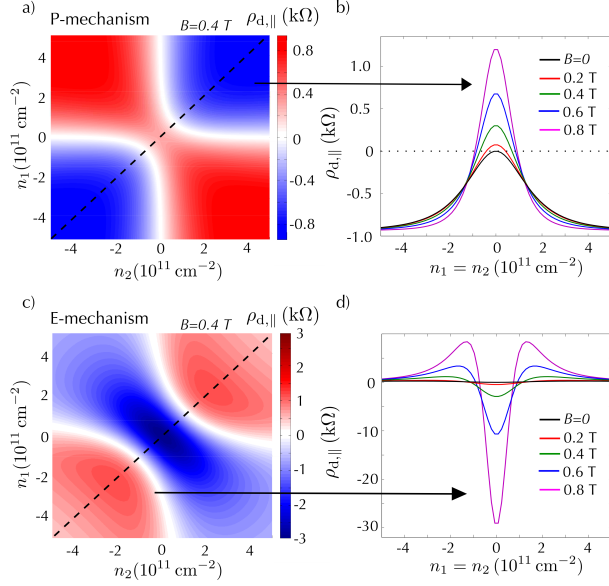 a)
P-mechanism
B=0.4 T
ρd,|| (kΩ)
n1(10^11 cm−2)
4
2
0
-2
-4
-4 -2 0 2 4
n2(10^11 cm−2)
0.8
0.4
0
-0.4
-0.8
b)
ρd,|| (kΩ)
1.0
0.5
0
-0.5
-1.0
B=0
0.2 T
0.4 T
0.6 T
0.8 T
-4 -2 0 2 4
n1 = n2 (10^11 cm−2)
c)
E-mechanism
B=0.4 T
ρd,|| (kΩ)
n1(10^11 cm−2)
4
2
0
-2
-4
-2 0 2 4
n2(10^11 cm−2)
3
2
1
0
-1
-2
-3
d)
ρd,|| (kΩ)
0
-10
-20
-30
B=0
0.2 T
0.4 T
0.6 T
0.8 T
-4 -2 0 2 4
n1 = n2 (10^11 cm−2)